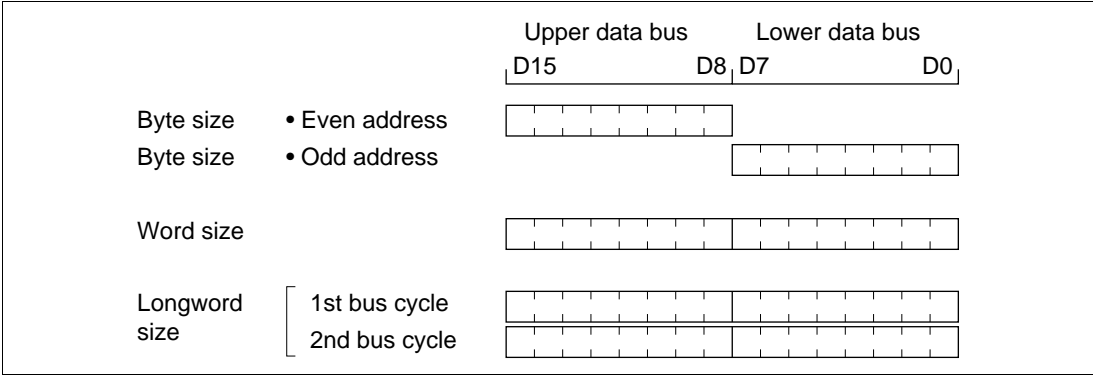 Upper data bus Lower data bus
D15 D8 D7 D0
Byte size • Even address
Byte size • Odd address
Word size
Longword size 1st bus cycle
2nd bus cycle